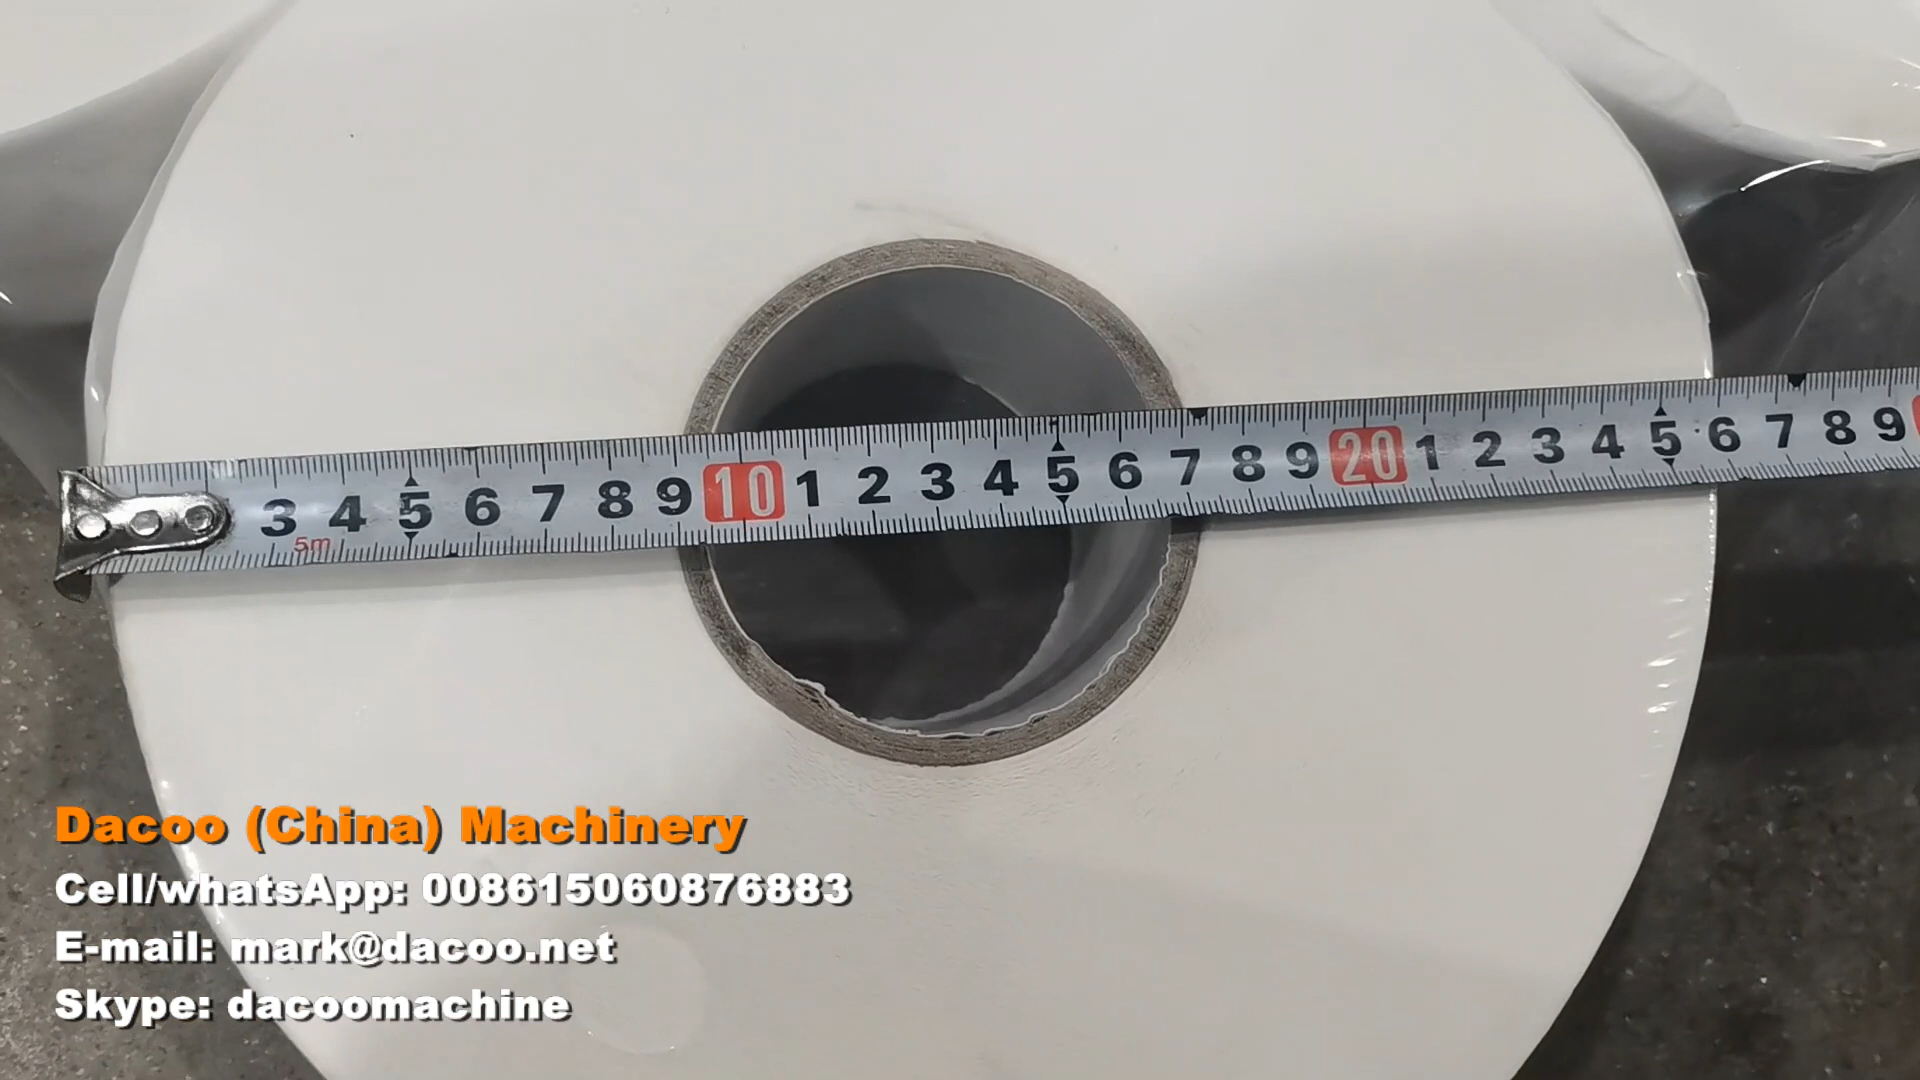 3 4 5 6 7 8 9 10 1 2 3 4 5 6 7 8 9 20 1 2 3 4 5 6 7 8 9
5m
Dacoo (China) Machinery
Cell/whatsApp: 008615060876883
E-mail: mark@dacoo.net
Skype: dacoomachine